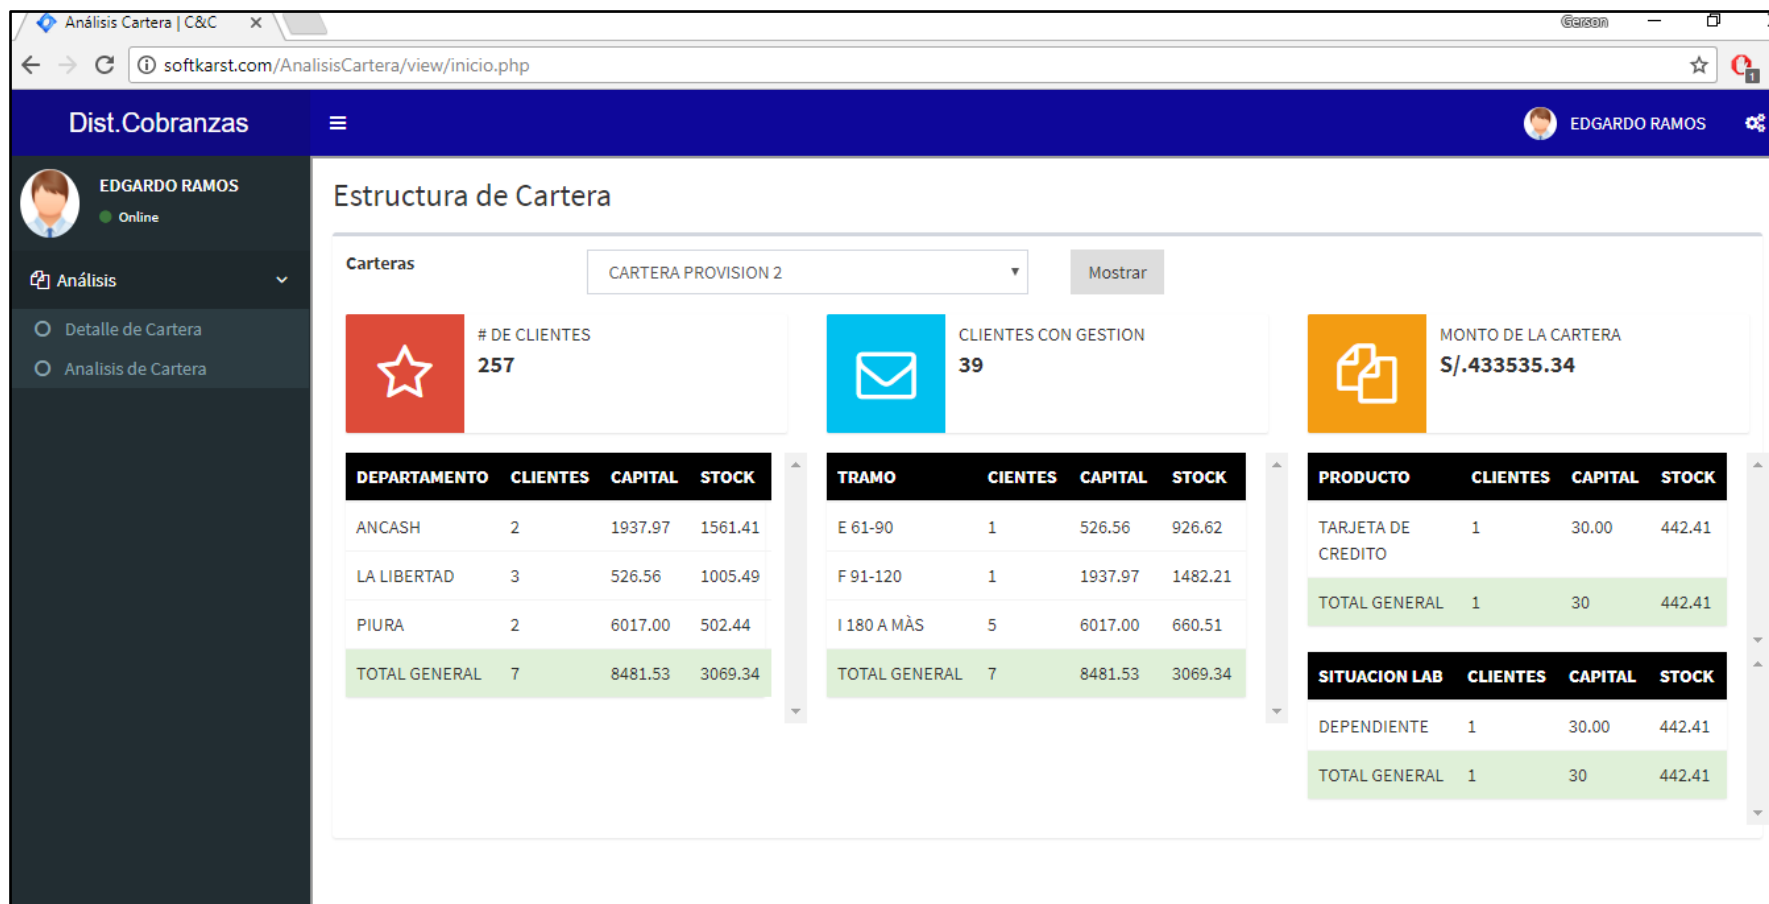 Análisis Cartera | C&C
Gerson
softkarst.com/AnalisisCartera/view/inicio.php
1
Dist.Cobranzas
EDGARDO RAMOS
EDGARDO RAMOS
Online
Análisis
Detalle de Cartera
Analisis de Cartera
Estructura de Cartera
Carteras
CARTERA PROVISION 2
Mostrar
# DE CLIENTES
257
CLIENTES CON GESTION
39
MONTO DE LA CARTERA
S/.433535.34
DEPARTAMENTO CLIENTES CAPITAL STOCK
ANCASH 2 1937.97 1561.41
LA LIBERTAD 3 526.56 1005.49
PIURA 2 6017.00 502.44
TOTAL GENERAL 7 8481.53 3069.34
TRAMO CIENTES CAPITAL STOCK
E 61-90 1 526.56 926.62
F 91-120 1 1937.97 1482.21
I 180 A MÀS 5 6017.00 660.51
TOTAL GENERAL 7 8481.53 3069.34
PRODUCTO CLIENTES CAPITAL STOCK
TARJETA DE 1 30.00 442.41
CREDITO
TOTAL GENERAL 1 30 442.41
SITUACION LAB CLIENTES CAPITAL STOCK
DEPENDIENTE 1 30.00 442.41
TOTAL GENERAL 1 30 442.41